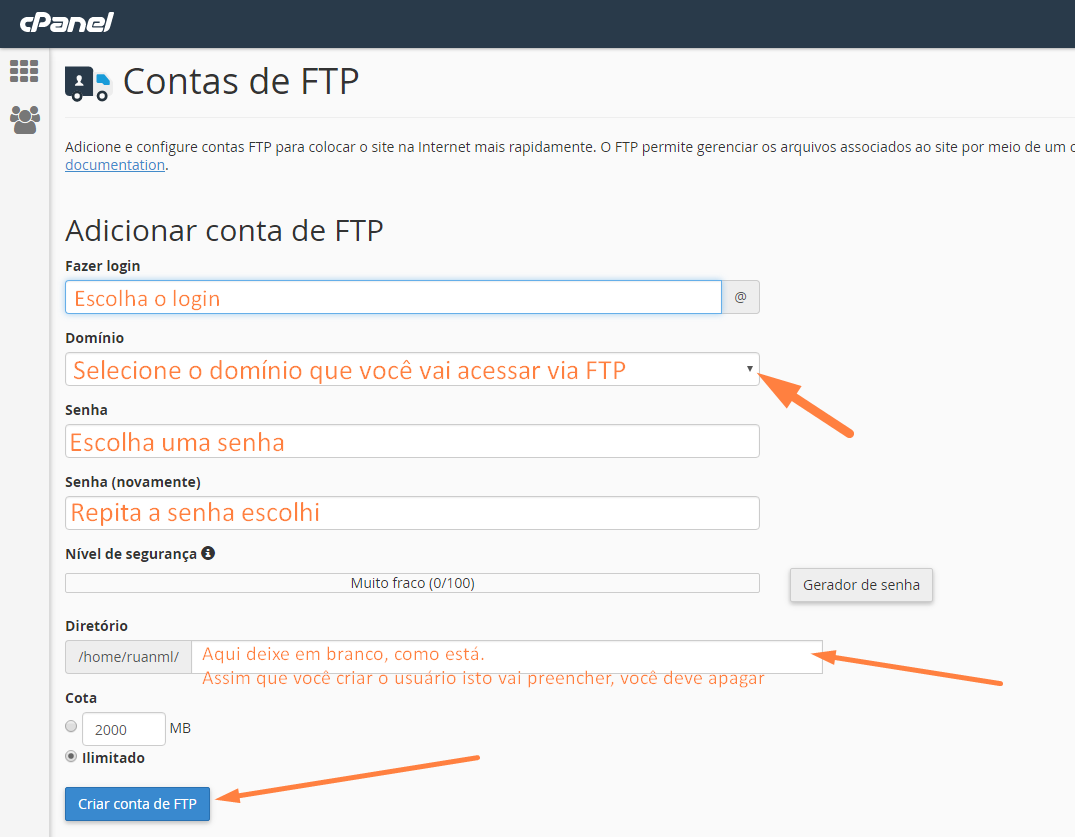 cPanel
Contas de FTP
Adicione e configure contas FTP para colocar o site na Internet mais rapidamente. O FTP permite gerenciar os arquivos associados ao site por meio de um
documentation.
Adicionar conta de FTP
Fazer login
Escolha o login
@
Domínio
Selecione o domínio que você vai acessar via FTP
Senha
Escolha uma senha
Senha (novamente)
Repita a senha escolhi
Nível de segurança
Muito fraco (0/100)
Gerador de senha
Diretório
/home/ruanml/
Aqui deixe em branco, como está.
Assim que você criar o usuário isto vai preencher, você deve apagar
Cota
2000 MB
Ilimitado
Criar conta de FTP